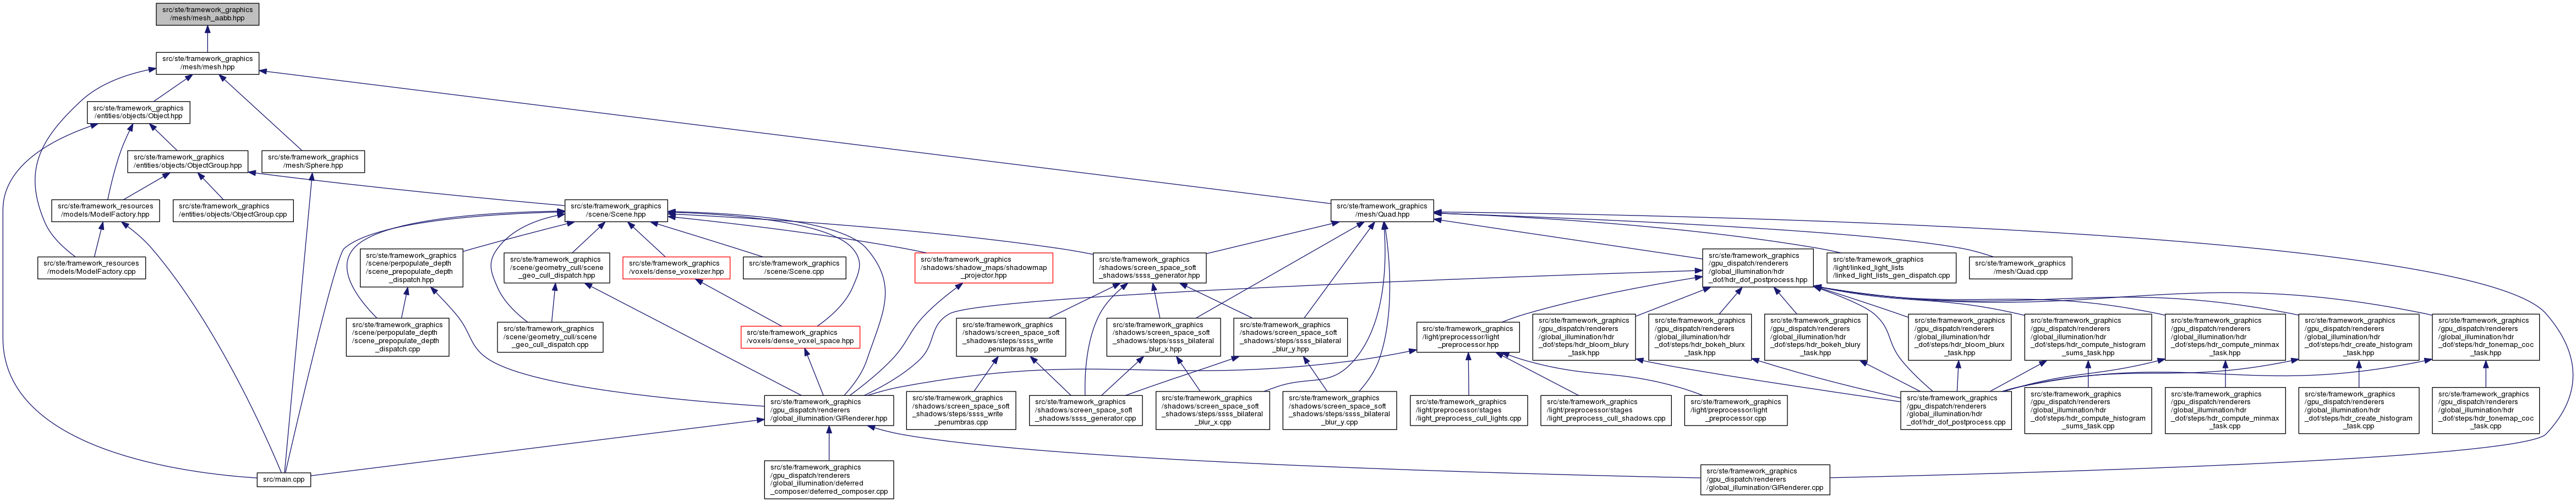 src/ste/framework_graphics
/mesh/mesh_aabb.hpp
src/ste/framework_graphics
/mesh/mesh.hpp
src/ste/framework_graphics
/entities/objects/Object.hpp
src/ste/framework_graphics
/entities/objects/ObjectGroup.hpp
src/ste/framework_graphics
/mesh/Sphere.hpp
src/ste/framework_resources
/models/ModelFactory.hpp
src/ste/framework_graphics
/entities/objects/ObjectGroup.cpp
src/ste/framework_graphics
/scene/Scene.hpp
src/ste/framework_graphics
/mesh/Quad.hpp
src/ste/framework_resources
/models/ModelFactory.cpp
src/ste/framework_graphics
/scene/perpopulate_depth
/scene_prepopulate_depth
_dispatch.hpp
src/ste/framework_graphics
/scene/geometry_cull/scene
_geo_cull_dispatch.hpp
src/ste/framework_graphics
/voxels/dense_voxelizer.hpp
src/ste/framework_graphics
/scene/Scene.cpp
src/ste/framework_graphics
/shadows/shadow_maps/shadowmap
_projector.hpp
src/ste/framework_graphics
/shadows/screen_space_soft
_shadows/ssss_generator.hpp
src/ste/framework_graphics
/gpu_dispatch/renderers
/global_illumination/hdr
_dof/hdr_dof_postprocess.hpp
src/ste/framework_graphics
/light/linked_light_lists
/linked_light_lists_gen_dispatch.cpp
src/ste/framework_graphics
/mesh/Quad.cpp
src/ste/framework_graphics
/scene/perpopulate_depth
/scene_prepopulate_depth
_dispatch.cpp
src/ste/framework_graphics
/scene/geometry_cull/scene
_geo_cull_dispatch.cpp
src/ste/framework_graphics
/voxels/dense_voxel_space.hpp
src/ste/framework_graphics
/shadows/screen_space_soft
_shadows/steps/ssss_write
_penumbras.hpp
src/ste/framework_graphics
/shadows/screen_space_soft
_shadows/steps/ssss_bilateral
_blur_x.hpp
src/ste/framework_graphics
/shadows/screen_space_soft
_shadows/steps/ssss_bilateral
_blur_y.hpp
src/ste/framework_graphics
/light/preprocessor/light
_preprocessor.hpp
src/ste/framework_graphics
/gpu_dispatch/renderers
/global_illumination/hdr
_dof/steps/hdr_bloom_blury
_task.hpp
src/ste/framework_graphics
/gpu_dispatch/renderers
/global_illumination/hdr
_dof/steps/hdr_bokeh_blurx
_task.hpp
src/ste/framework_graphics
/gpu_dispatch/renderers
/global_illumination/hdr
_dof/steps/hdr_bokeh_blury
_task.hpp
src/ste/framework_graphics
/gpu_dispatch/renderers
/global_illumination/hdr
_dof/steps/hdr_bloom_blurx
_task.hpp
src/ste/framework_graphics
/gpu_dispatch/renderers
/global_illumination/hdr
_dof/steps/hdr_compute_histogram
_sums_task.hpp
src/ste/framework_graphics
/gpu_dispatch/renderers
/global_illumination/hdr
_dof/steps/hdr_compute_minmax
_task.hpp
src/ste/framework_graphics
/gpu_dispatch/renderers
/global_illumination/hdr
_dof/steps/hdr_create_histogram
_task.hpp
src/ste/framework_graphics
/gpu_dispatch/renderers
/global_illumination/hdr
_dof/steps/hdr_tonemap_coc
_task.hpp
src/ste/framework_graphics
/gpu_dispatch/renderers
/global_illumination/GIRenderer.hpp
src/ste/framework_graphics
/shadows/screen_space_soft
_shadows/steps/ssss_write
_penumbras.cpp
src/ste/framework_graphics
/shadows/screen_space_soft
_shadows/ssss_generator.cpp
src/ste/framework_graphics
/shadows/screen_space_soft
_shadows/steps/ssss_bilateral
_blur_x.cpp
src/ste/framework_graphics
/shadows/screen_space_soft
_shadows/steps/ssss_bilateral
_blur_y.cpp
src/ste/framework_graphics
/light/preprocessor/stages
/light_preprocess_cull_lights.cpp
src/ste/framework_graphics
/light/preprocessor/stages
/light_preprocess_cull_shadows.cpp
src/ste/framework_graphics
/light/preprocessor/light
_preprocessor.cpp
src/ste/framework_graphics
/gpu_dispatch/renderers
/global_illumination/hdr
_dof/hdr_dof_postprocess.cpp
src/ste/framework_graphics
/gpu_dispatch/renderers
/global_illumination/hdr
_dof/steps/hdr_compute_histogram
_sums_task.cpp
src/ste/framework_graphics
/gpu_dispatch/renderers
/global_illumination/hdr
_dof/steps/hdr_compute_minmax
_task.cpp
src/ste/framework_graphics
/gpu_dispatch/renderers
/global_illumination/hdr
_dof/steps/hdr_create_histogram
_task.cpp
src/ste/framework_graphics
/gpu_dispatch/renderers
/global_illumination/hdr
_dof/steps/hdr_tonemap_coc
_task.cpp
src/main.cpp
src/ste/framework_graphics
/gpu_dispatch/renderers
/global_illumination/deferred
_composer/deferred_composer.cpp
src/ste/framework_graphics
/gpu_dispatch/renderers
/global_illumination/GIRenderer.cpp